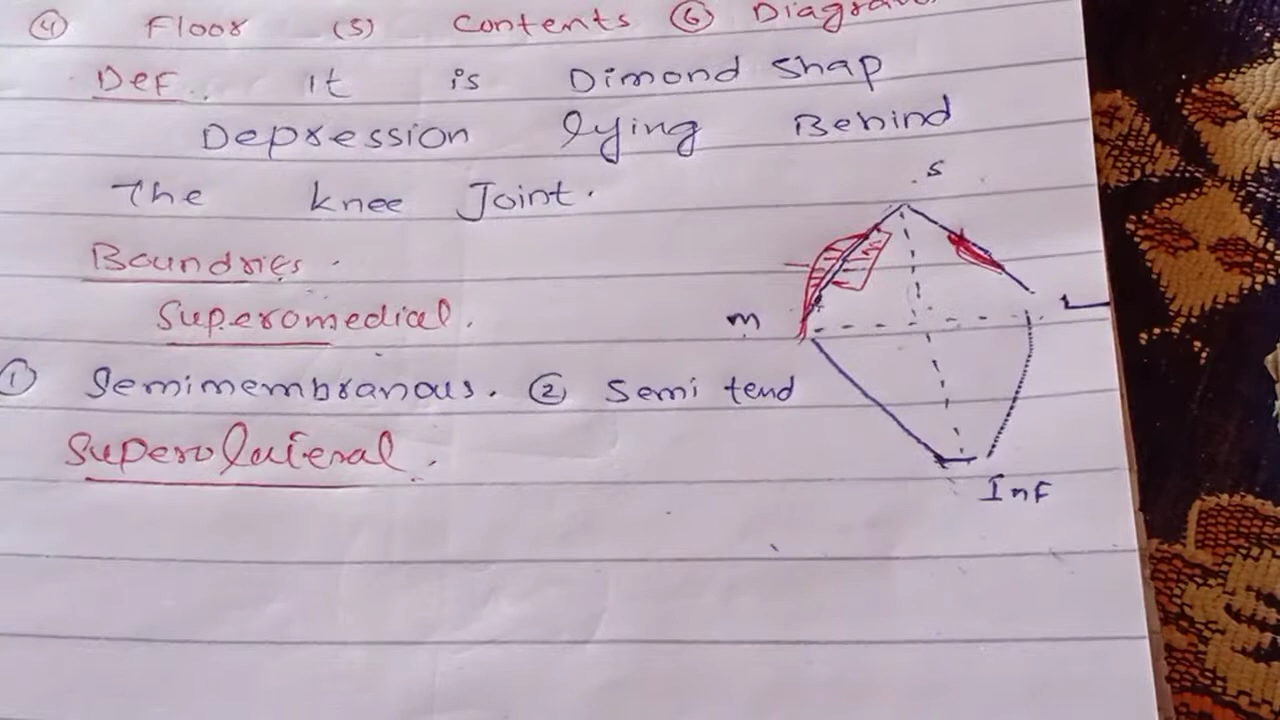 ④ Floor (5) Contents ⑥ Diagram
Def.. It is Dimond Shap
Depression lying Behind
The knee Joint.
Boundries.
Superomedial.
① Semimembranous. ② Semi tend
Superolateral.
S
m
L
Inf